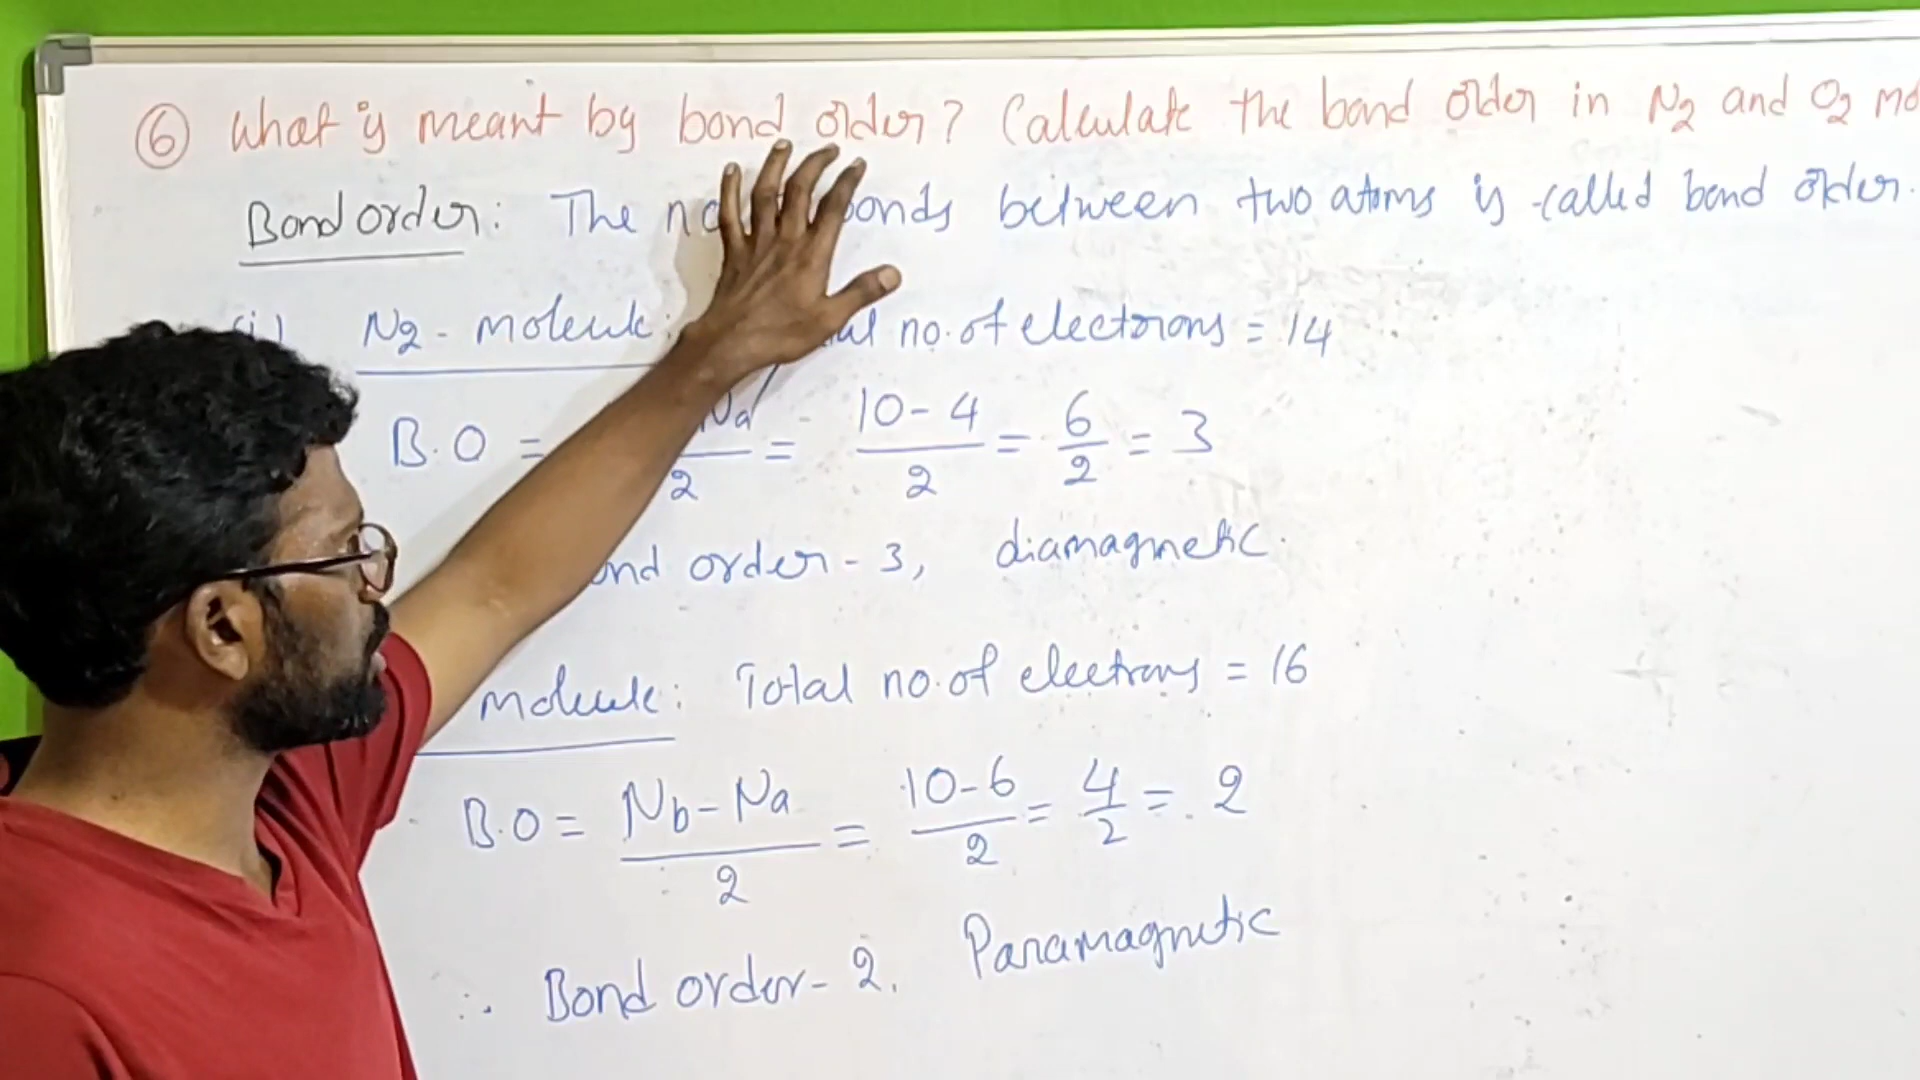 6 What is meant by bond order? Calculate the bond order in N2 and O2 mo
Bond order: The no bonds between two atoms is called bond order.
(i) N2 - molecule: no. of electrons = 14
B.O = Na / 2 = 10-4 / 2 = 6/2 = 3
order - 3, diamagnetic.
molecule: Total no. of electrons = 16
B.O = Nb-Na / 2 = 10-6 / 2 = 4/2 = 2
∴ Bond order - 2. Paramagnetic